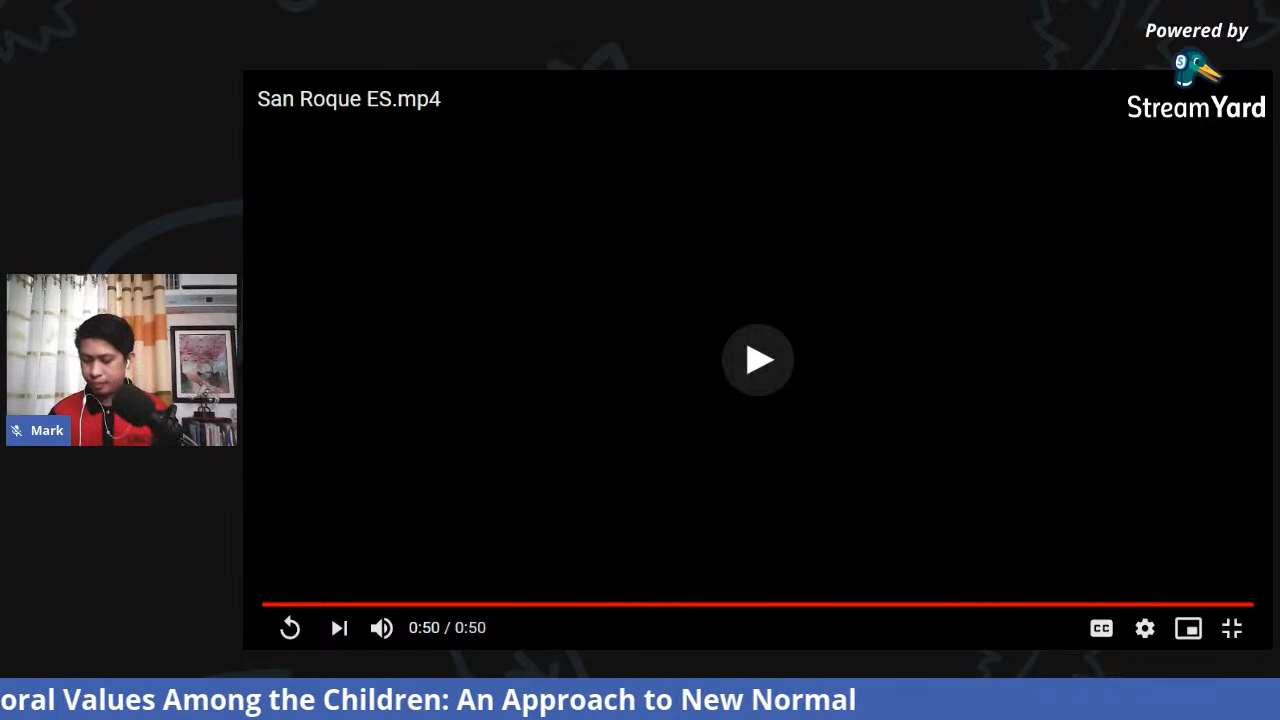 Powered by
StreamYard
San Roque ES.mp4
Mark
0:50 / 0:50
CC
oral Values Among the Children: An Approach to New Normal